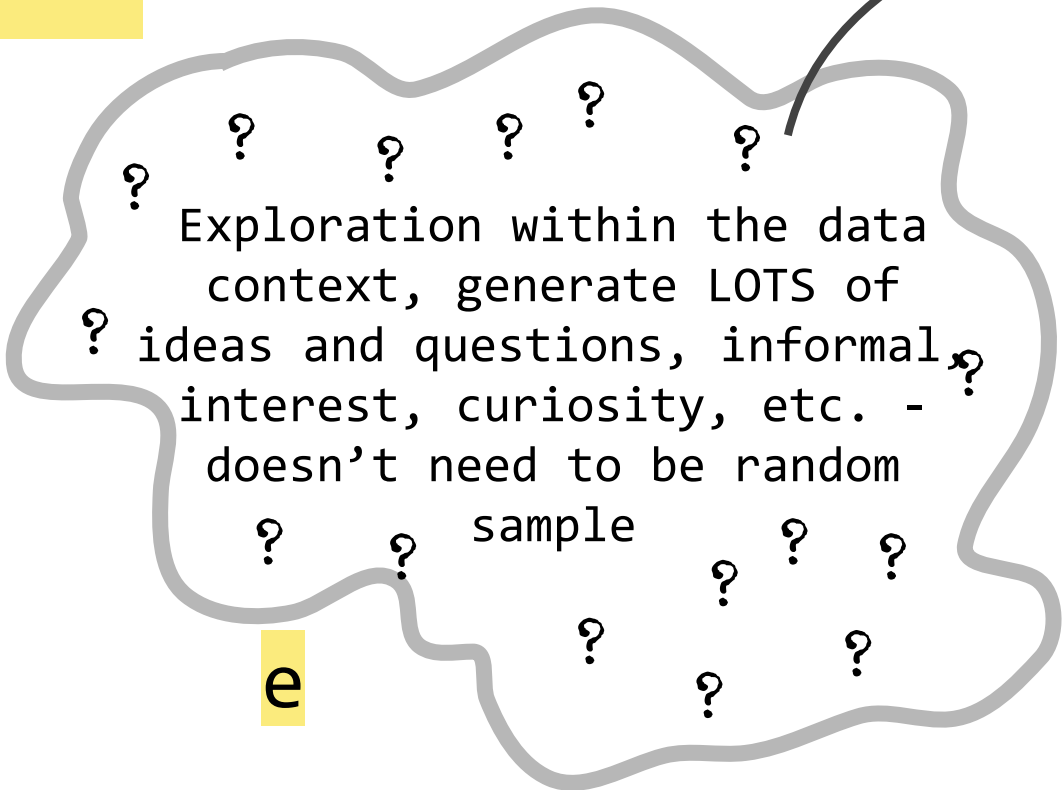 ? ? ? ? ? ?
Exploration within the data
context, generate LOTS of
? ideas and questions, informal, ?
interest, curiosity, etc. -
doesn’t need to be random
sample
? ? ? ? ?
? ? ?
e